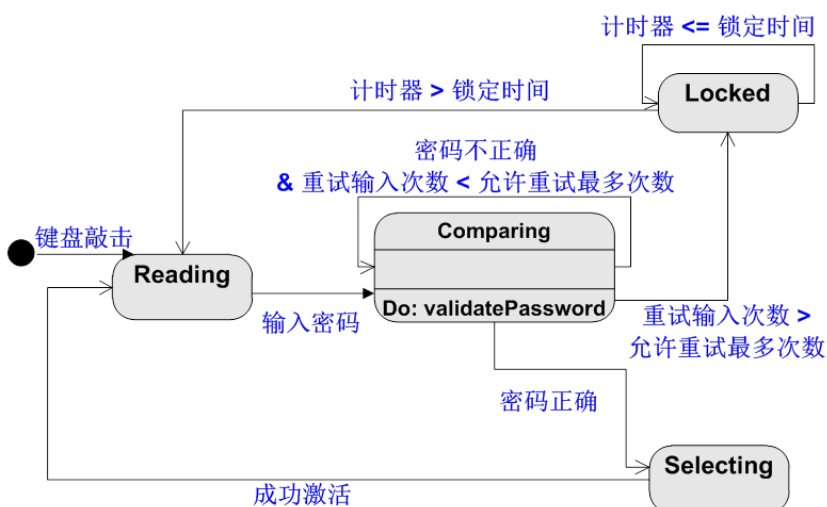 计时器 <= 锁定时间
Locked
计时器 > 锁定时间
密码不正确
& 重试输入次数 < 允许重试最多次数
Comparing
键盘敲击
Reading
Do: validatePassword
输入密码
重试输入次数 >
允许重试最多次数
密码正确
Selecting
成功激活